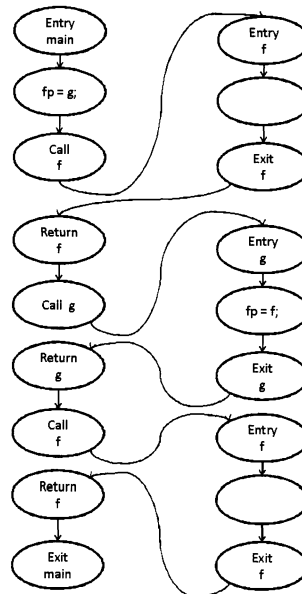 Entry
main
fp = g;
Call
f
Return
f
Call g
Return
g
Call
f
Return
f
Exit
main
Entry
f
Exit
f
Entry
g
fp = f;
Exit
g
Entry
f
Exit
f